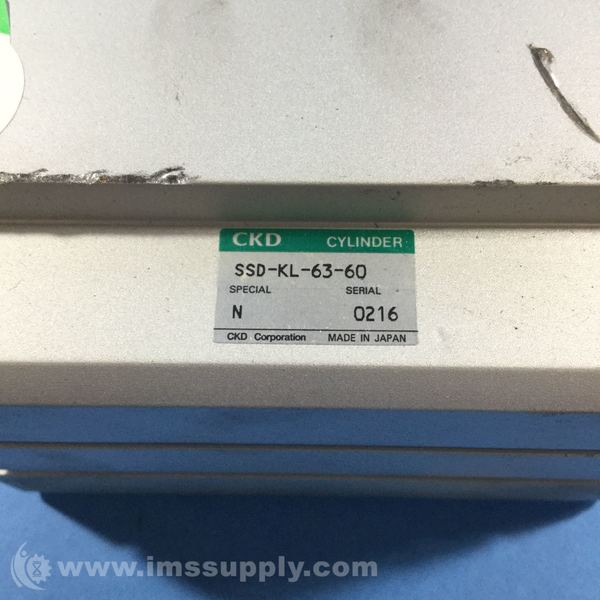 CKD CYLINDER
SSD-KL-63-60
SPECIAL SERIAL
N 0216
CKD Corporation MADE IN JAPAN
www.imssupply.com